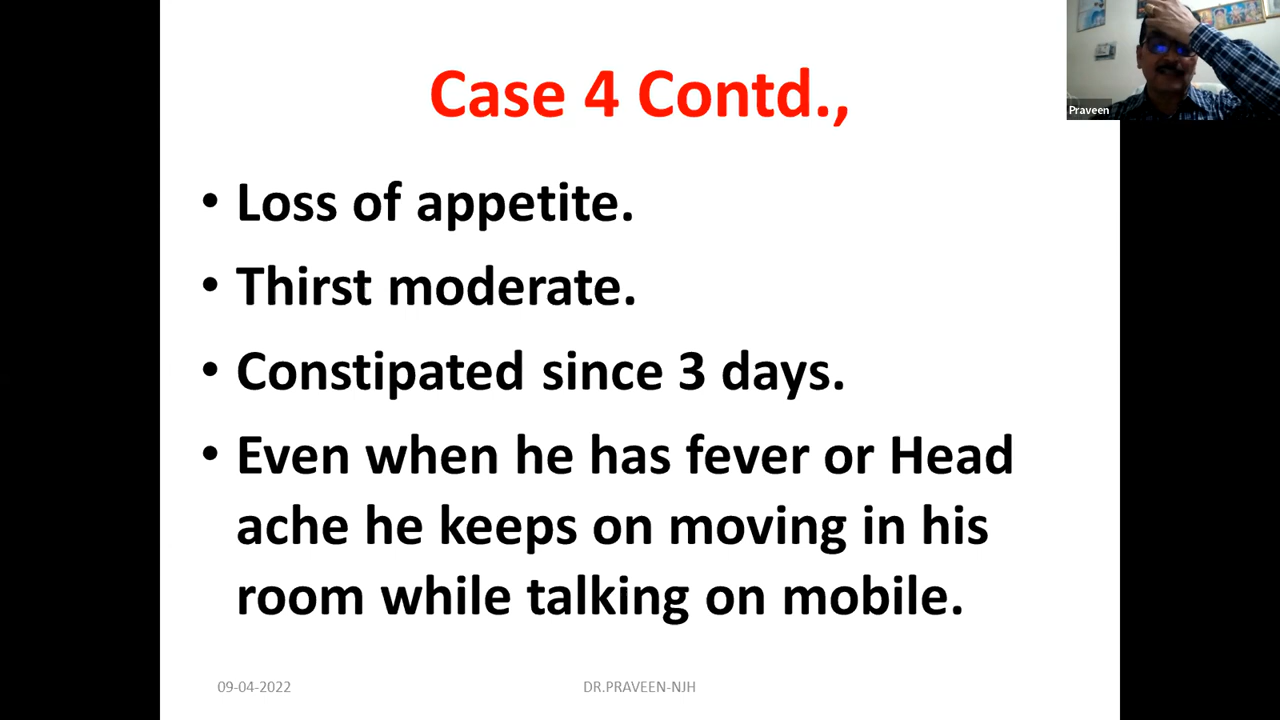 Praveen
Case 4 Contd.,
• Loss of appetite.
• Thirst moderate.
• Constipated since 3 days.
• Even when he has fever or Head
ache he keeps on moving in his
room while talking on mobile.
09-04-2022
DR.PRAVEEN-NJH